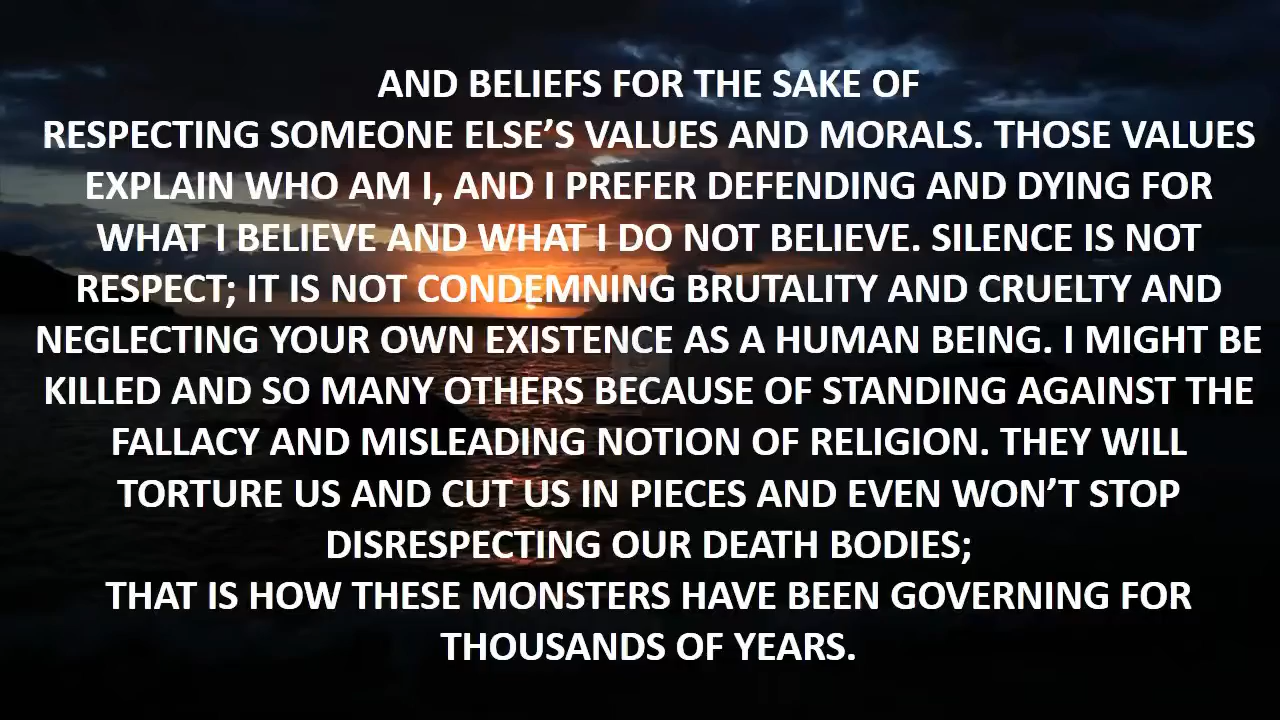 AND BELIEFS FOR THE SAKE OF
RESPECTING SOMEONE ELSE’S VALUES AND MORALS. THOSE VALUES
EXPLAIN WHO AM I, AND I PREFER DEFENDING AND DYING FOR
WHAT I BELIEVE AND WHAT I DO NOT BELIEVE. SILENCE IS NOT
RESPECT; IT IS NOT CONDEMNING BRUTALITY AND CRUELTY AND
NEGLECTING YOUR OWN EXISTENCE AS A HUMAN BEING. I MIGHT BE
KILLED AND SO MANY OTHERS BECAUSE OF STANDING AGAINST THE
FALLACY AND MISLEADING NOTION OF RELIGION. THEY WILL
TORTURE US AND CUT US IN PIECES AND EVEN WON’T STOP
DISRESPECTING OUR DEATH BODIES;
THAT IS HOW THESE MONSTERS HAVE BEEN GOVERNING FOR
THOUSANDS OF YEARS.